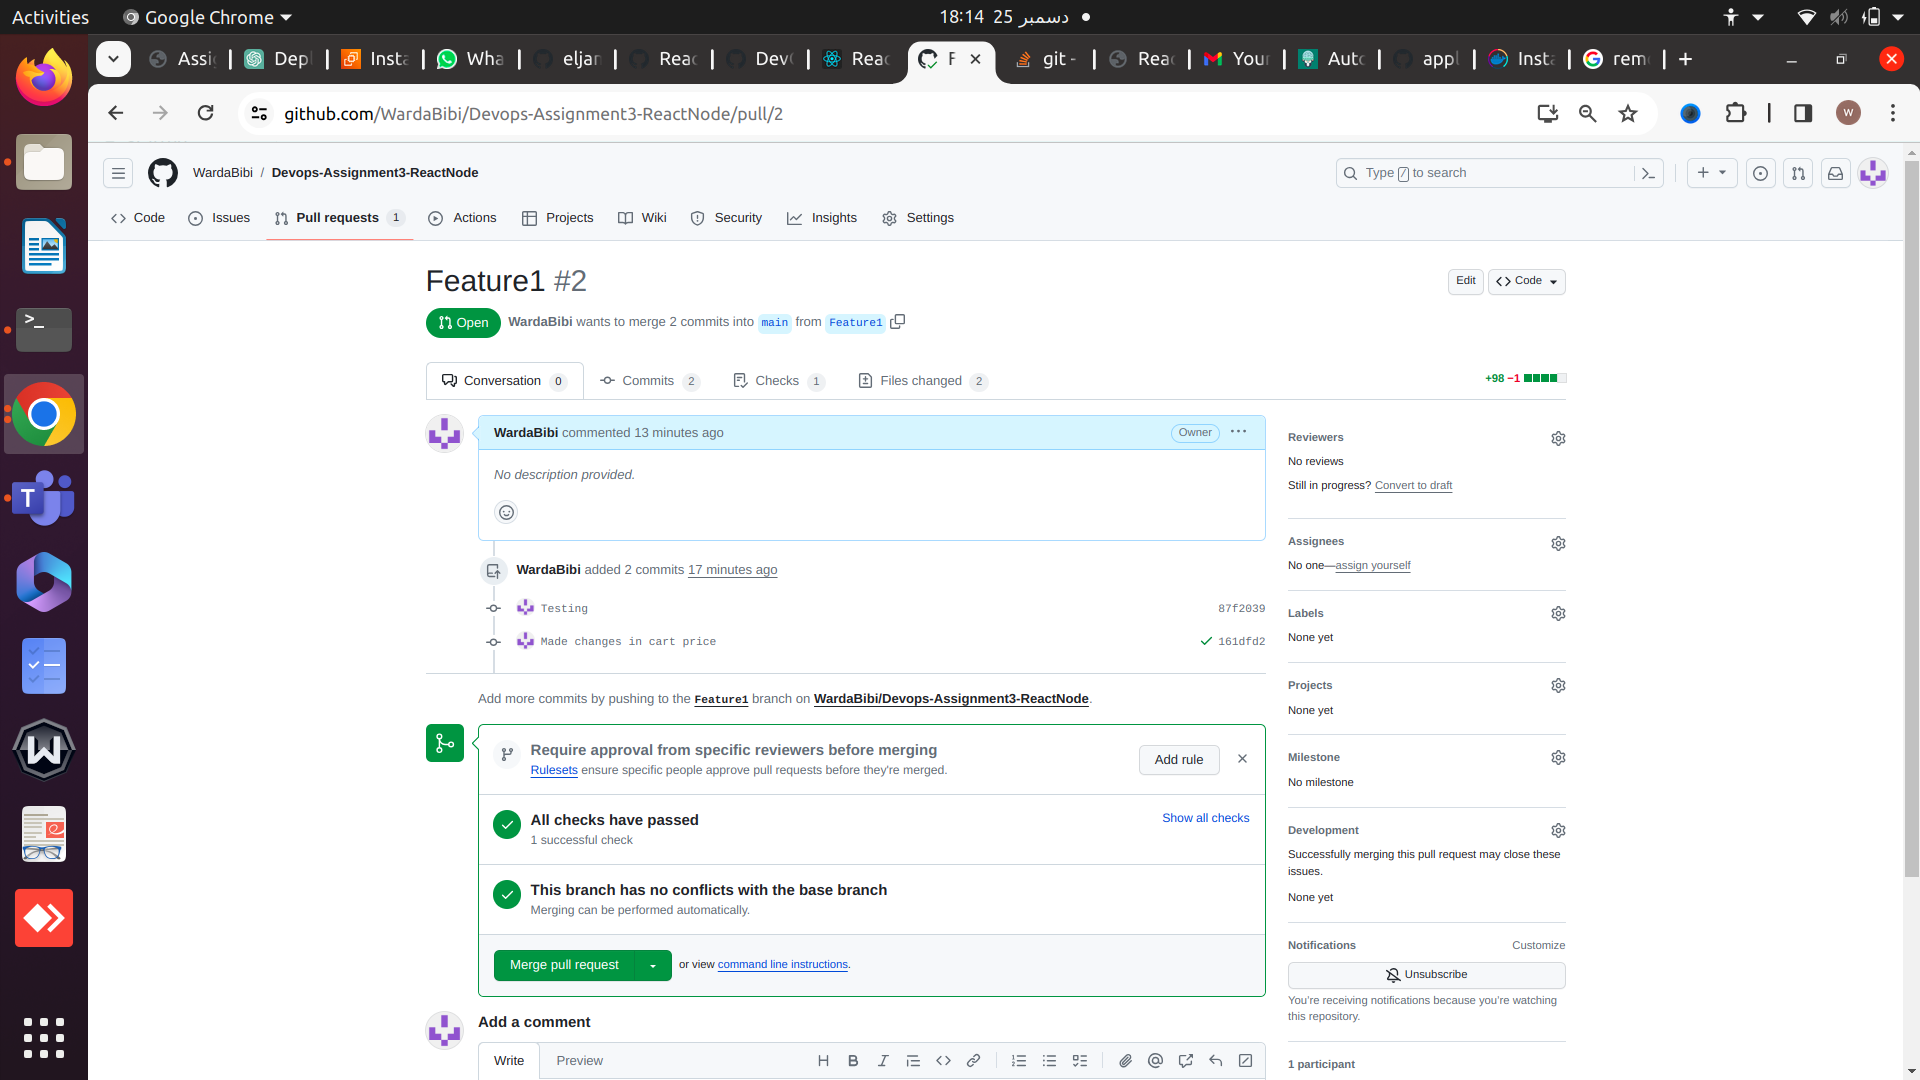 Activities
Google Chrome
18:14 25 دسمبر
Assi
Depl
Insta
Wha
eljan
Reac
Dev
Reac
F
git -
Reac
Your
Auto
appl
Insta
rem
github.com/WardaBibi/Devops-Assignment3-ReactNode/pull/2
W
WardaBibi / Devops-Assignment3-ReactNode
Type / to search
Code
Issues
Pull requests 1
Actions
Projects
Wiki
Security
Insights
Settings
Feature1 #2
Edit
Code
Open
WardaBibi wants to merge 2 commits into main from Feature1
Conversation 0
Commits 2
Checks 1
Files changed 2
+98 −1
WardaBibi commented 13 minutes ago
Owner
No description provided.
WardaBibi added 2 commits 17 minutes ago
Testing
87f2039
Made changes in cart price
161dfd2
Add more commits by pushing to the Feature1 branch on WardaBibi/Devops-Assignment3-ReactNode.
Require approval from specific reviewers before merging
Rulesets ensure specific people approve pull requests before they're merged.
Add rule
All checks have passed
1 successful check
Show all checks
This branch has no conflicts with the base branch
Merging can be performed automatically.
Merge pull request
or view command line instructions.
Add a comment
Write
Preview
Reviewers
No reviews
Still in progress? Convert to draft
Assignees
No one—assign yourself
Labels
None yet
Projects
None yet
Milestone
No milestone
Development
Successfully merging this pull request may close these
issues.
None yet
Notifications
Customize
Unsubscribe
You're receiving notifications because you're watching
this repository.
1 participant